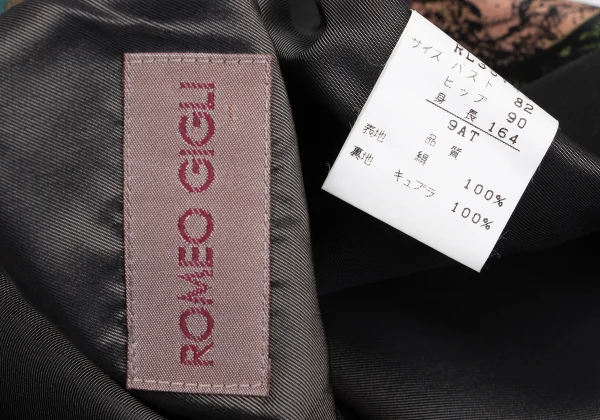 ROMEO GIGLI
サイズ バスト 82
ヒップ 90
身 長 164
9AT
品 質
表地 絹 100%
裏地 キュプラ 100%